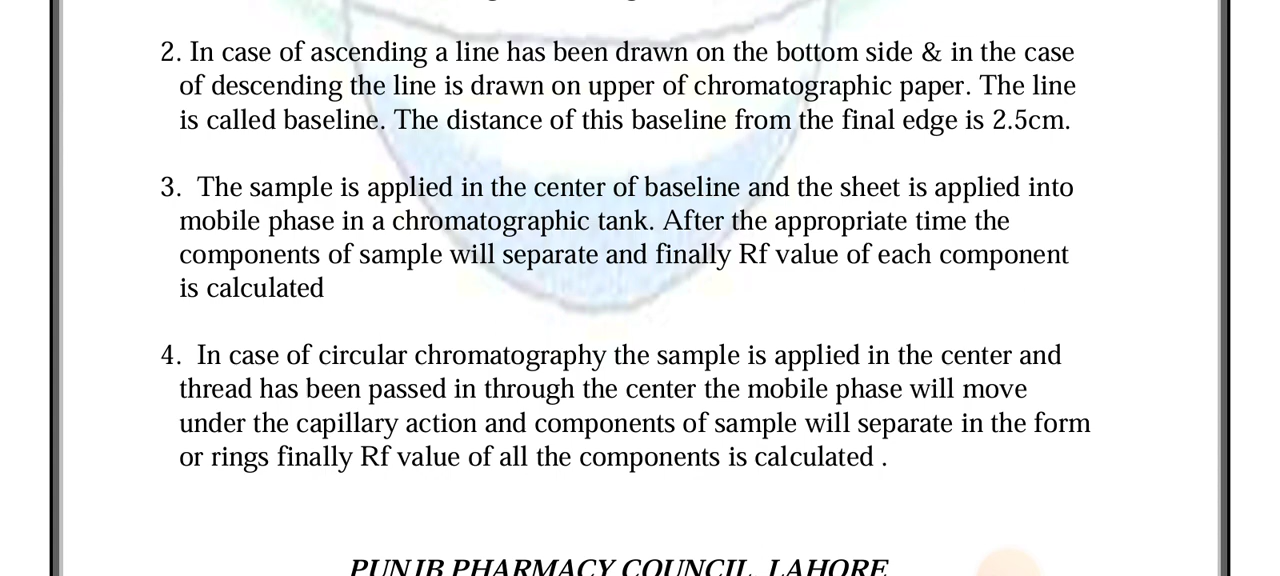 2. In case of ascending a line has been drawn on the bottom side & in the case
of descending the line is drawn on upper of chromatographic paper. The line
is called baseline. The distance of this baseline from the final edge is 2.5cm.
3. The sample is applied in the center of baseline and the sheet is applied into
mobile phase in a chromatographic tank. After the appropriate time the
components of sample will separate and finally Rf value of each component
is calculated
4. In case of circular chromatography the sample is applied in the center and
thread has been passed in through the center the mobile phase will move
under the capillary action and components of sample will separate in the form
or rings finally Rf value of all the components is calculated .
PUNJB PHARMACY COUNCIL, LAHORE